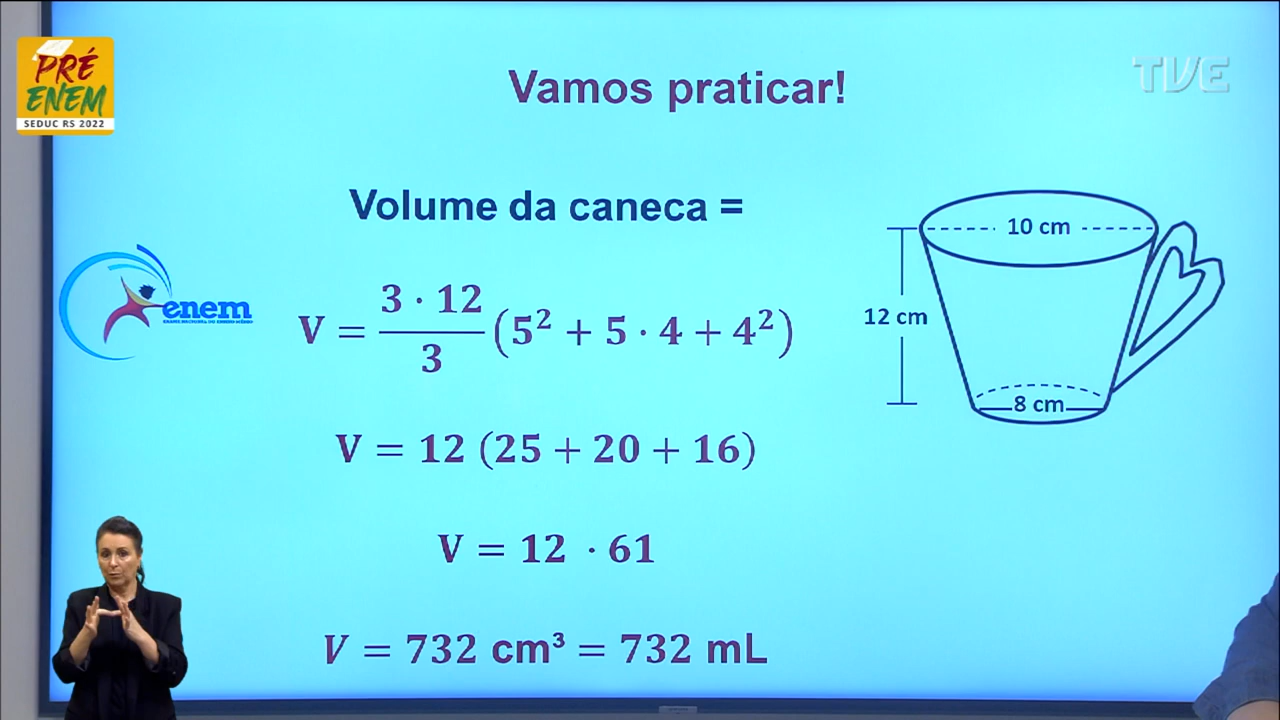 PRÉ
ENEM
SEDUC RS 2022
TVE
Vamos praticar!
Volume da caneca =
enem
V = \frac{3 · 12}{3} (5² + 5 · 4 + 4²)
V = 12 (25 + 20 + 16)
V = 12 · 61
V = 732 cm³ = 732 mL
10 cm
12 cm
8 cm